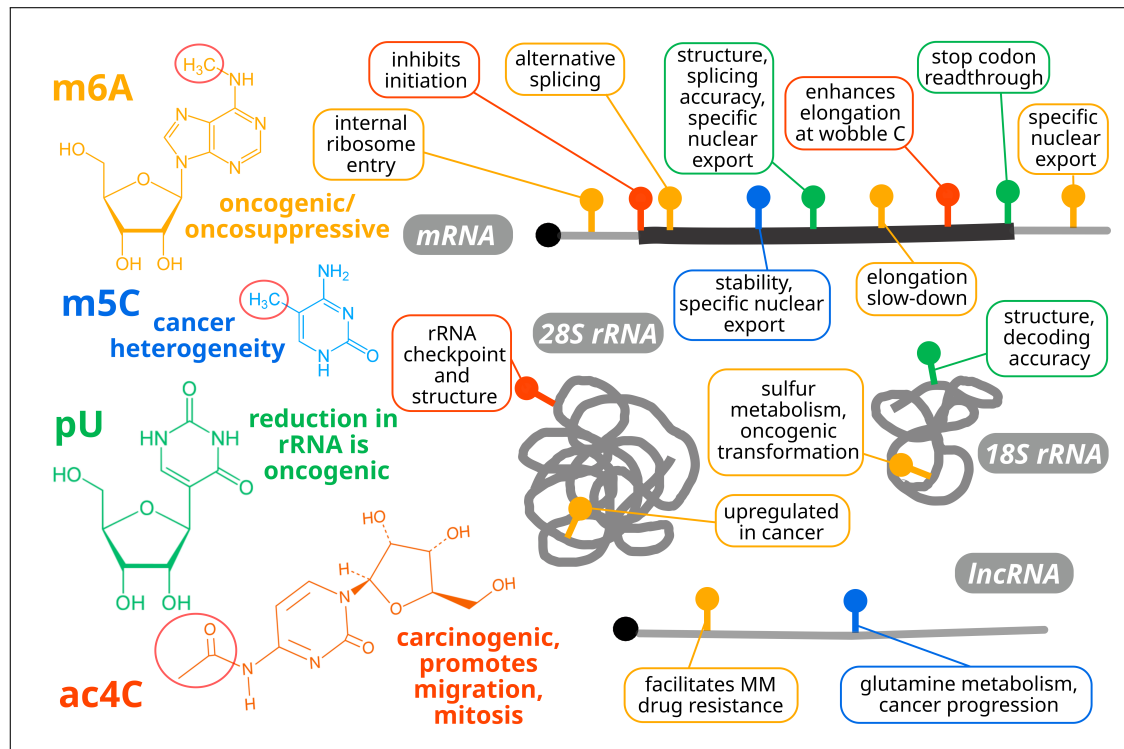 m6A
H₃C
NH
N
N
N
N
HO
O
OH
OH
oncogenic/
oncosuppressive
m5C
cancer
heterogeneity
NH₂
H₃C
N
N
H
O
pU
O
HN
NH
O
HO
O
OH
OH
reduction in
rRNA is
oncogenic
ac4C
HO
OH
H
OH
O
N
O
N
O
N
H
carcinogenic,
promotes
migration,
mitosis
internal
ribosome
entry
inhibits
initiation
alternative
splicing
structure,
splicing
accuracy,
specific
nuclear
export
enhances
elongation
at wobble C
stop codon
readthrough
specific
nuclear
export
mRNA
stability,
specific nuclear
export
elongation
slow-down
28S rRNA
rRNA
checkpoint
and
structure
upregulated
in cancer
structure,
decoding
accuracy
sulfur
metabolism,
oncogenic
transformation
18S rRNA
lncRNA
facilitates MM
drug resistance
glutamine metabolism,
cancer progression